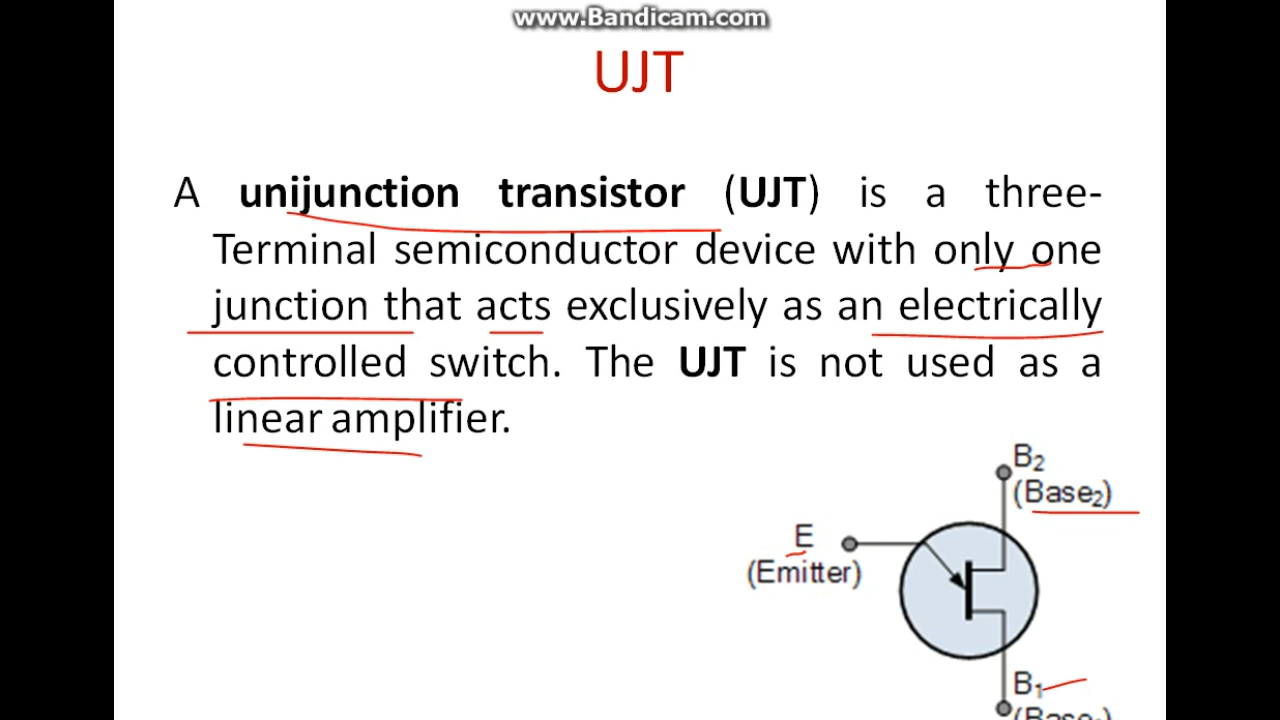 www.Bandicam.com
UJT
A unijunction transistor (UJT) is a three-
Terminal semiconductor device with only one
junction that acts exclusively as an electrically
controlled switch. The UJT is not used as a
linear amplifier.
B₂
(Base₂)
E
(Emitter)
B₁
(Base₁)